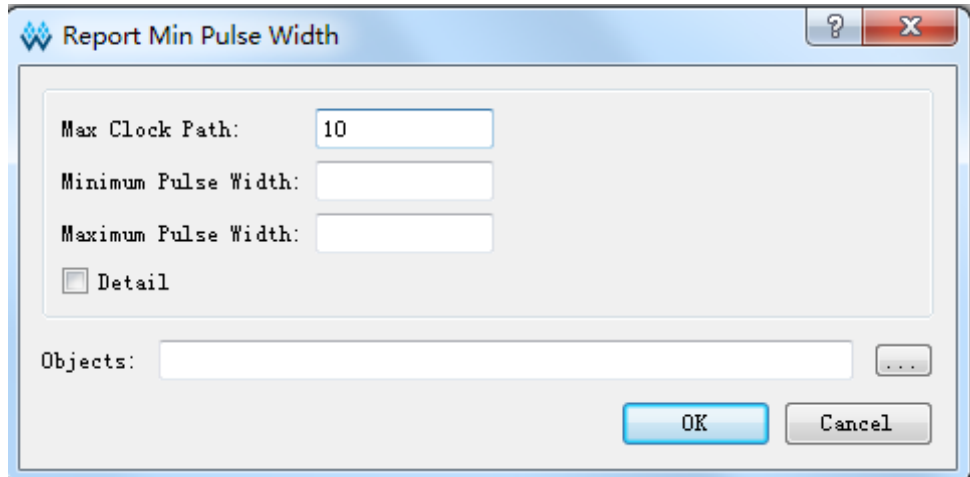 Report Min Pulse Width
Max Clock Path: 10
Minimum Pulse Width:
Maximum Pulse Width:
Detail
Objects: ...
OK Cancel